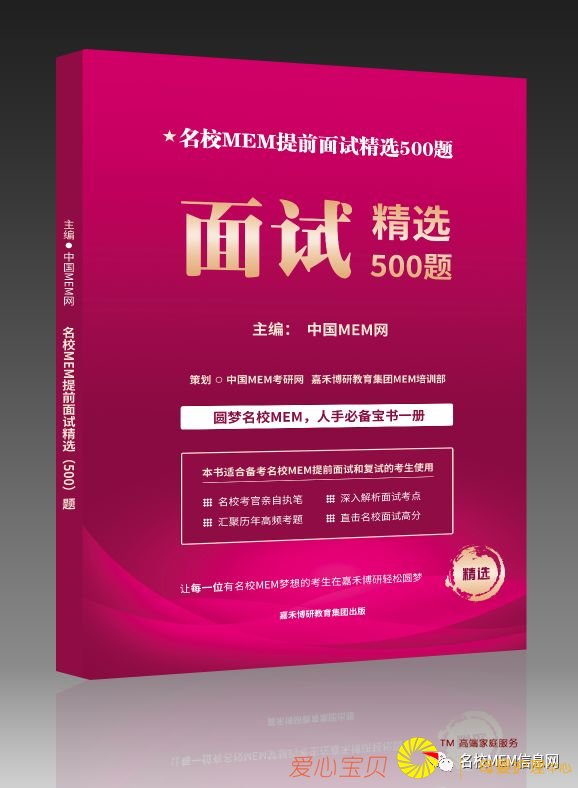 ★名校MEM提前面试精选500题
面试 精选
500题
主编： 中国MEM网
策划 ○ 中国MEM考研网 嘉禾博研教育集团MEM培训部
圆梦名校MEM，人手必备宝书一册
本书适合备考名校MEM提前面试和复试的考生使用
名校考官亲自执笔 深入解析面试考点
汇聚历年高频考题 直击名校面试高分
精选
让每一位有名校MEM梦想的考生在嘉禾博研轻松圆梦
嘉禾博研教育集团出版
主编●中国MEM网
名校MEM提前面试精选（500）题
TM 高端家庭服务
爱心宝贝
名校MEM信息网
中心